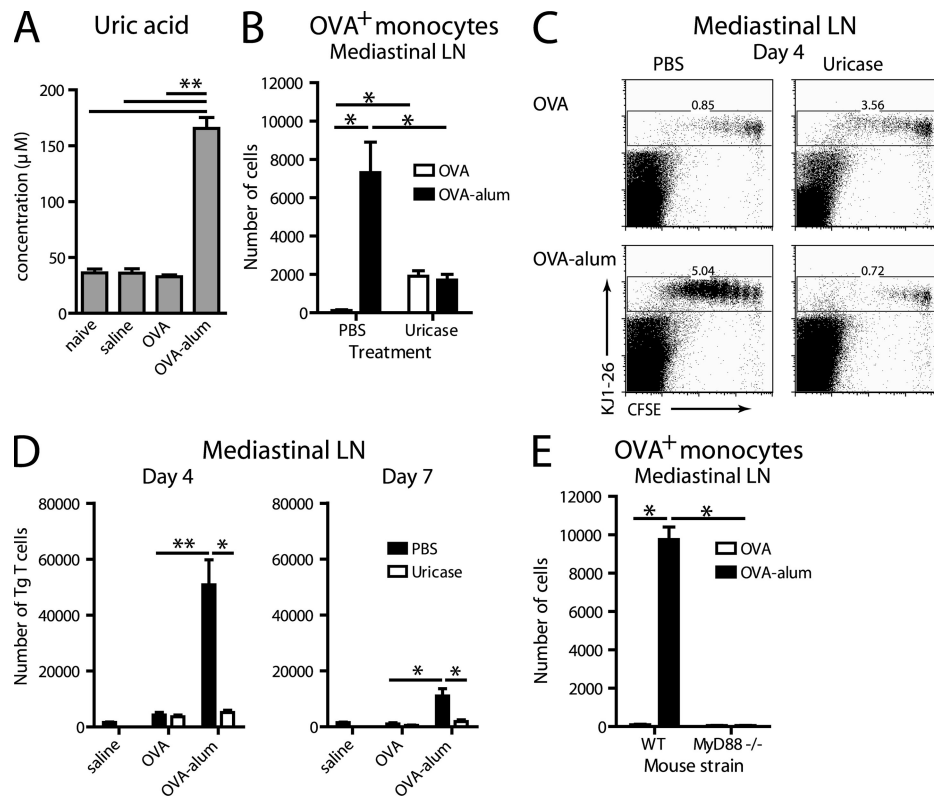 A
Uric acid
**
200
150
100
50
0
concentration (µM)
naive
saline
OVA
OVA-alum
B
OVA+ monocytes
Mediastinal LN
12000
10000
8000
6000
4000
2000
0
Number of cells
*
*
*
OVA
OVA-alum
PBS
Uricase
Treatment
C
Mediastinal LN
Day 4
PBS
Uricase
OVA
0.85
3.56
OVA-alum
5.04
0.72
KJ1-26
CFSE
D
Mediastinal LN
Day 4
Day 7
80000
60000
40000
20000
0
Number of Tg T cells
**
*
saline
OVA
OVA-alum
80000
60000
40000
20000
0
PBS
Uricase
*
*
saline
OVA
OVA-alum
E
OVA+ monocytes
Mediastinal LN
12000
10000
8000
6000
4000
2000
0
Number of cells
*
*
OVA
OVA-alum
WT
MyD88 -/-
Mouse strain